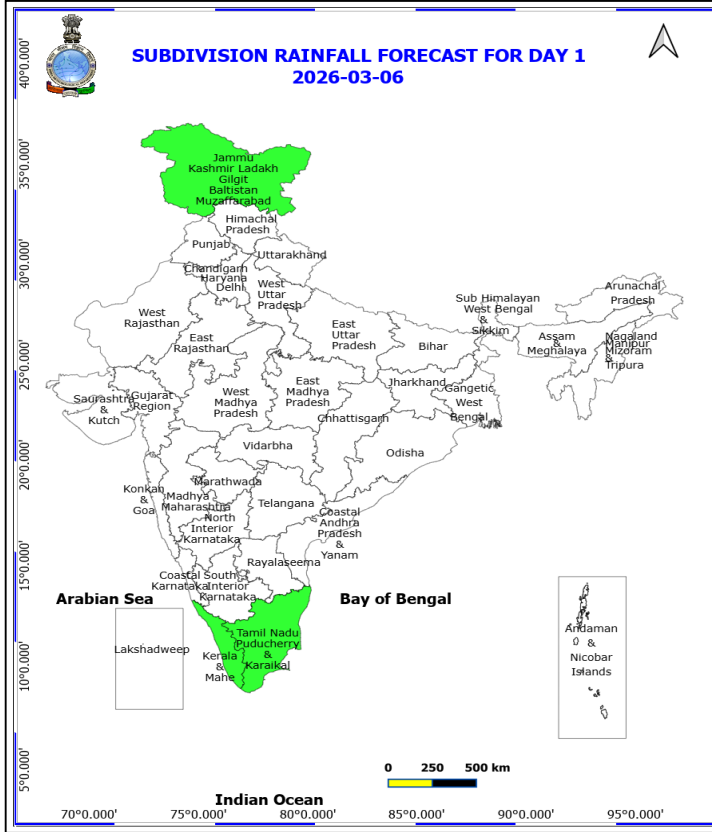 SUBDIVISION RAINFALL FORECAST FOR DAY 1
2026-03-06
40°0.000'
35°0.000'
30°0.000'
25°0.000'
20°0.000'
15°0.000'
10°0.000'
5°0.000'
Jammu
Kashmir Ladakh
Gilgit
Baltistan
Muzaffarabad
Himachal
Pradesh
Punjab
Uttarakhand
Chandigarh
Haryana
Delhi
West
Uttar
Pradesh
West
Rajasthan
East
Rajasthan
East
Uttar
Pradesh
Bihar
Sub Himalayan
West Bengal
&
Sikkim
Arunachal
Pradesh
Assam
&
Meghalaya
Nagaland
Manipur
Mizoram
&
Tripura
Saurashtra
&
Kutch
Gujarat
Region
West
Madhya
Pradesh
East
Madhya
Pradesh
Jharkhand
Gangetic
West
Bengal
Chhattisgarh
Odisha
Vidarbha
Konkan
&
Goa
Madhya
Maharashtra
Marathwada
Telangana
North
Interior
Karnataka
Coastal
Andhra
Pradesh
&
Yanam
Rayalaseema
Coastal
Karnataka
South
Interior
Karnataka
Arabian Sea
Bay of Bengal
Lakshadweep
Kerala
&
Mahe
Tamil Nadu
Puducherry
&
Karaikal
Andaman
&
Nicobar
Islands
0 250 500 km
Indian Ocean
70°0.000' 75°0.000' 80°0.000' 85°0.000' 90°0.000' 95°0.000'